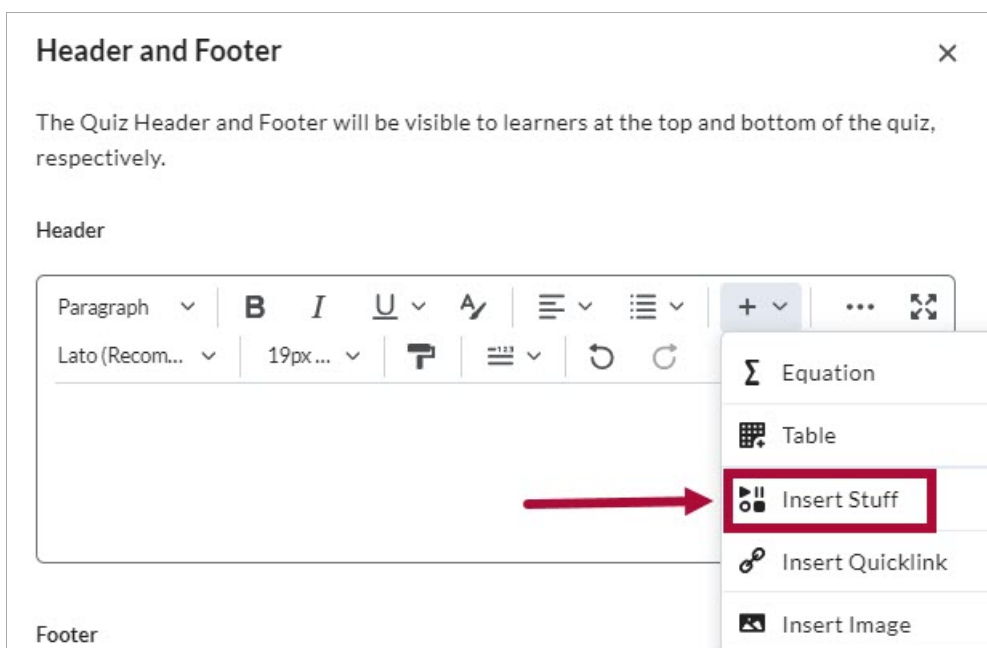 Header and Footer
The Quiz Header and Footer will be visible to learners at the top and bottom of the quiz,
respectively.
Header
Paragraph B I U A
Lato (Recom... 19px ...
Equation
Table
Insert Stuff
Insert Quicklink
Insert Image
Footer